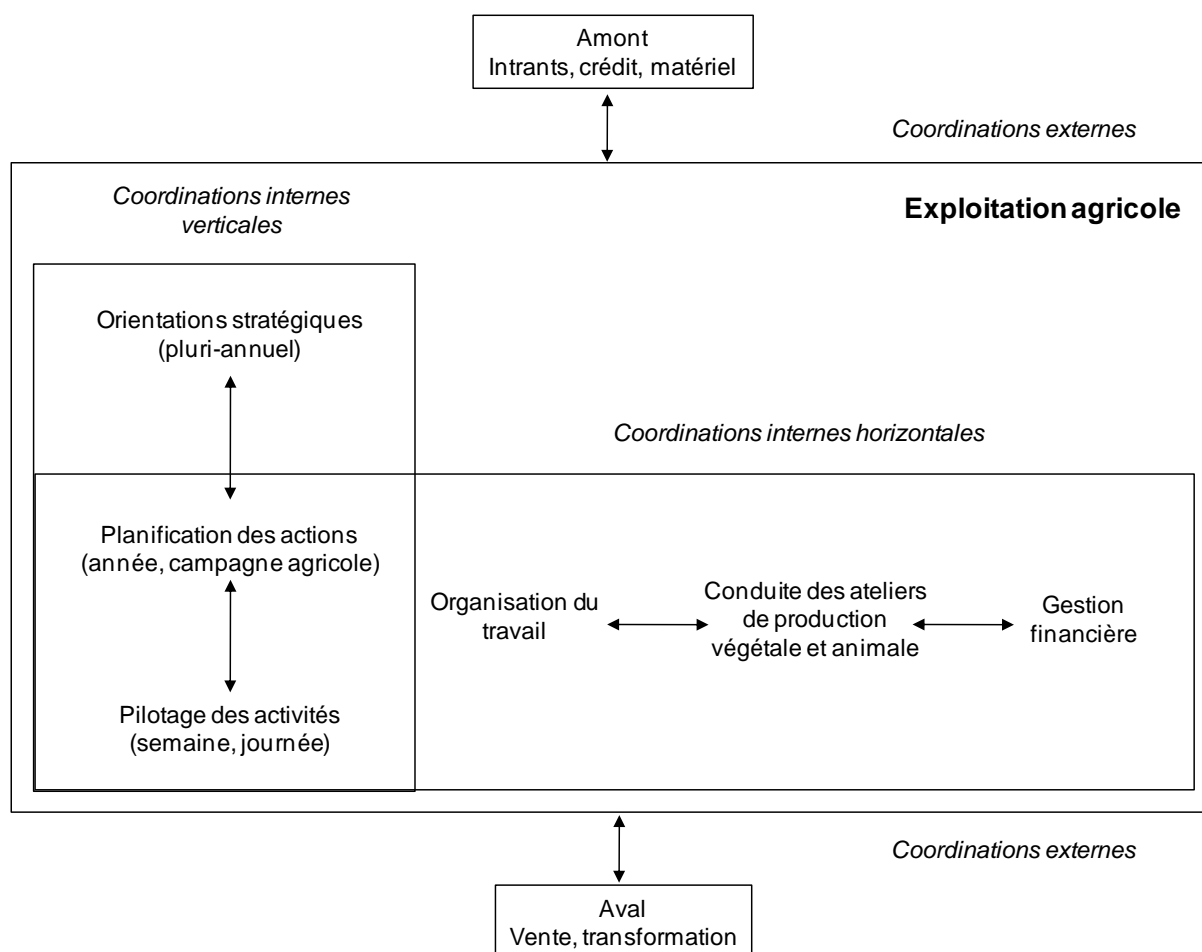 Amont
Intrants, crédit, matériel
Coordinations externes
Coordinations internes
verticales
Exploitation agricole
Orientations stratégiques
(pluri-annuel)
Coordinations internes horizontales
Planification des actions
(année, campagne agricole)
Organisation du
travail
Conduite des ateliers
de production
végétale et animale
Gestion
financière
Pilotage des activités
(semaine, journée)
Coordinations externes
Aval
Vente, transformation